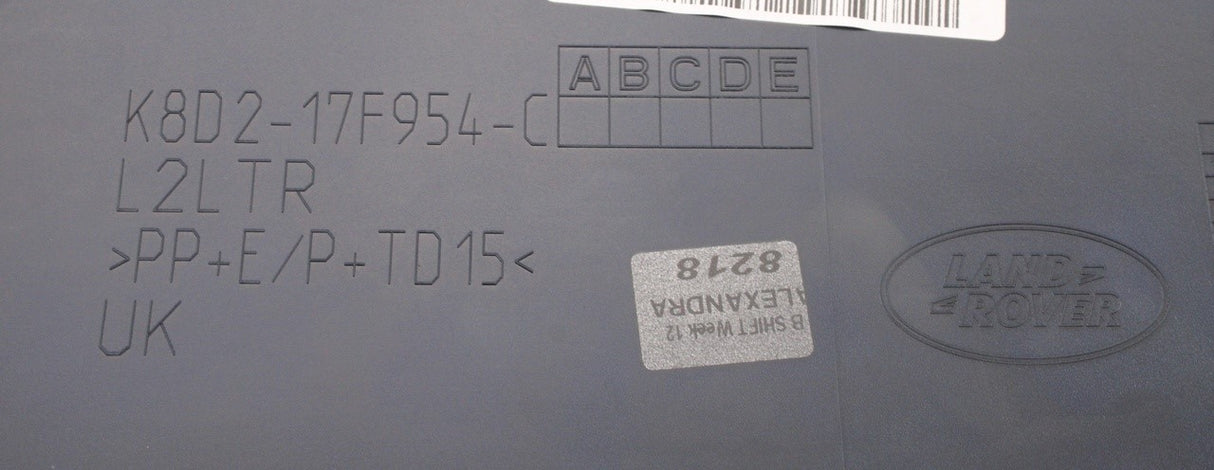 K8D2-17F954-C
A B C D E
L2LTR
>PP+E/P+TD15<
UK
B SHIFT Week 12
ALEXANDRA
8218
LAND
ROVER